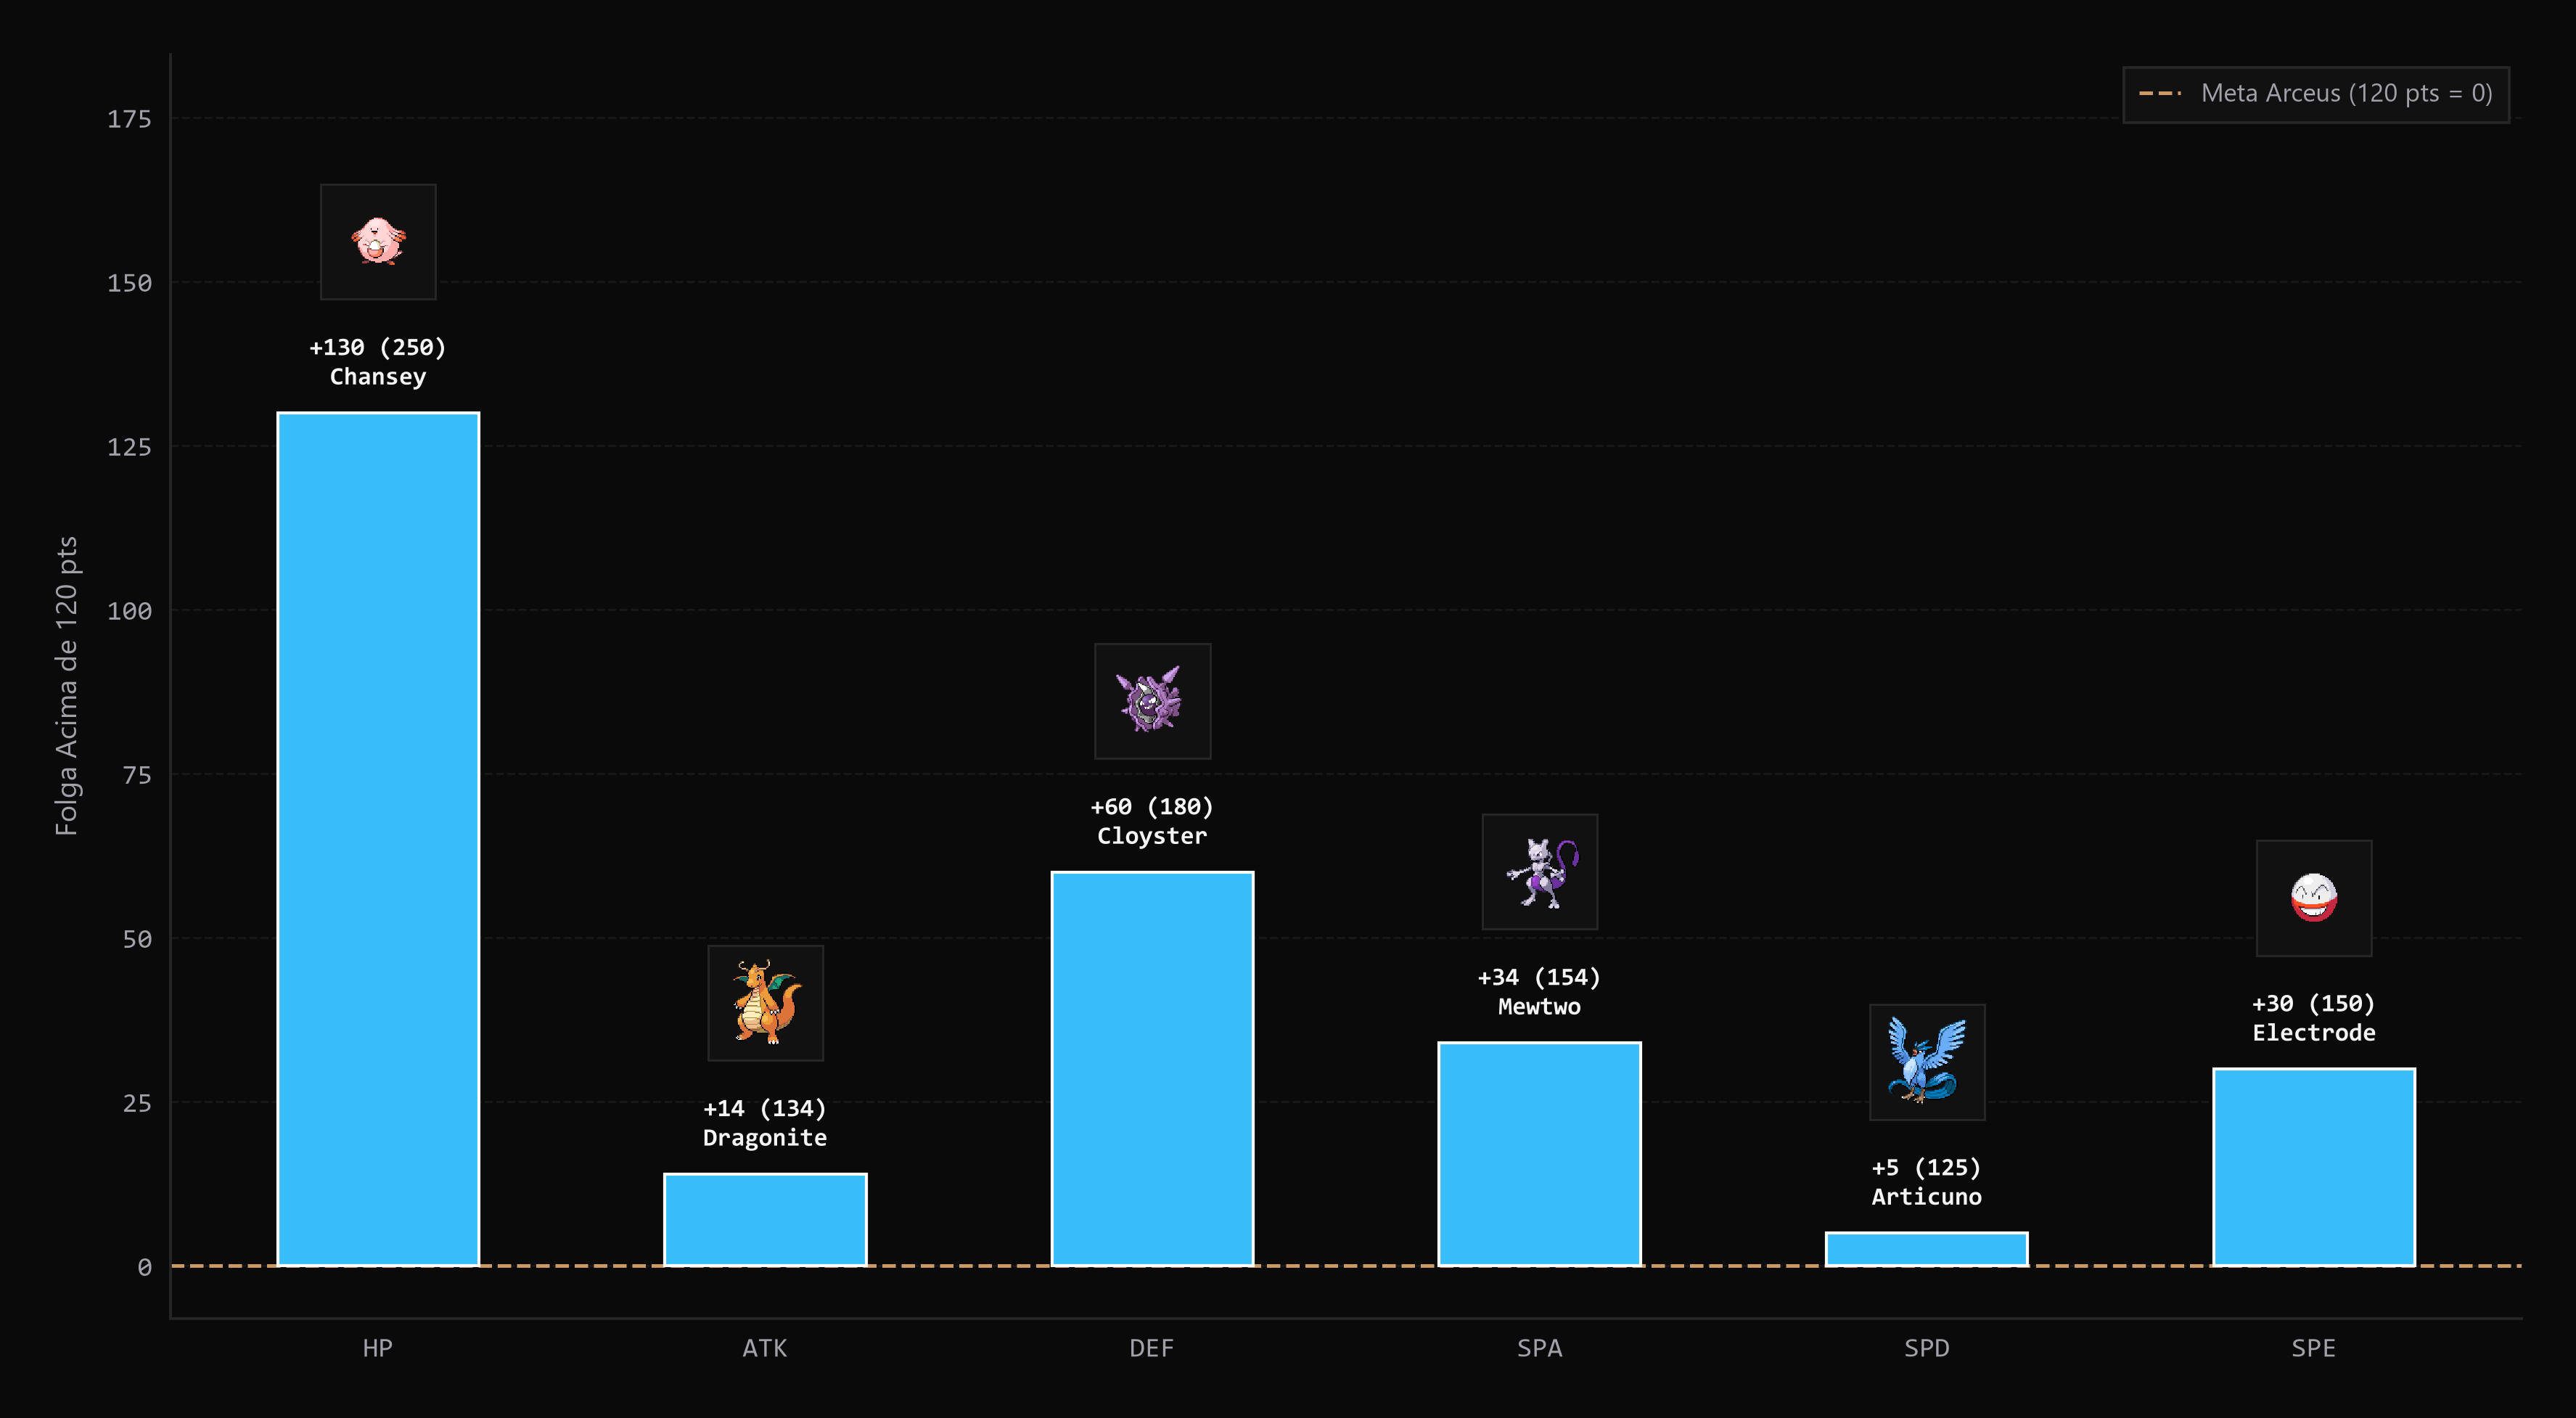 Meta Arceus (120 pts = 0)
Folga Acima de 120 pts
175
150
125
100
75
50
25
0
+130 (250)
Chansey
+14 (134)
Dragonite
+60 (180)
Cloyster
+34 (154)
Mewtwo
+5 (125)
Articuno
+30 (150)
Electrode
HP
ATK
DEF
SPA
SPD
SPE